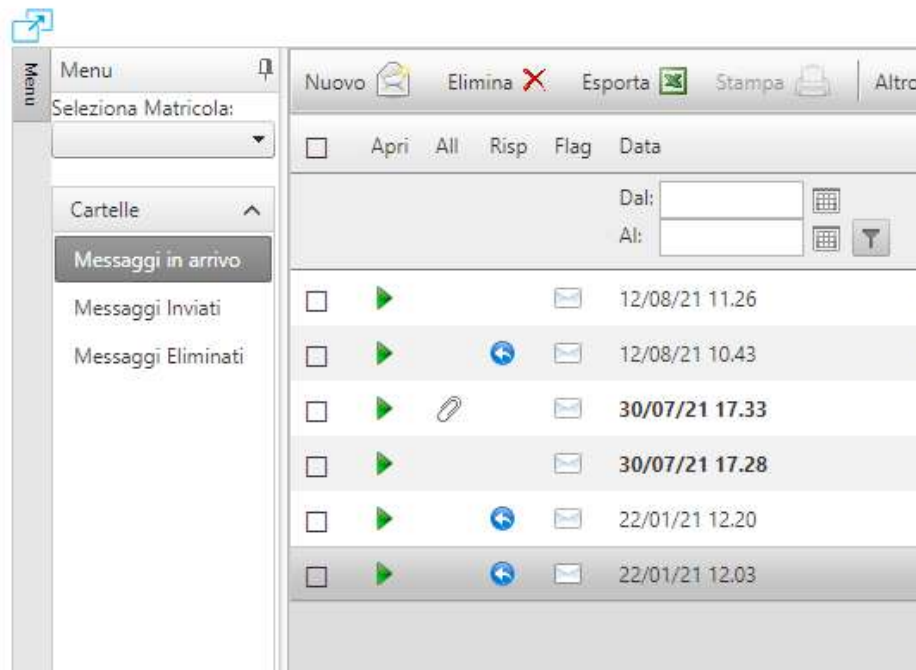 Menu
Menu
Seleziona Matricola:
Cartelle
Messaggi in arrivo
Messaggi Inviati
Messaggi Eliminati
Nuovo Elimina Esporta Stampa Altro
Apri All Risp Flag Data
Dal:
Al:
12/08/21 11.26
12/08/21 10.43
30/07/21 17.33
30/07/21 17.28
22/01/21 12.20
22/01/21 12.03